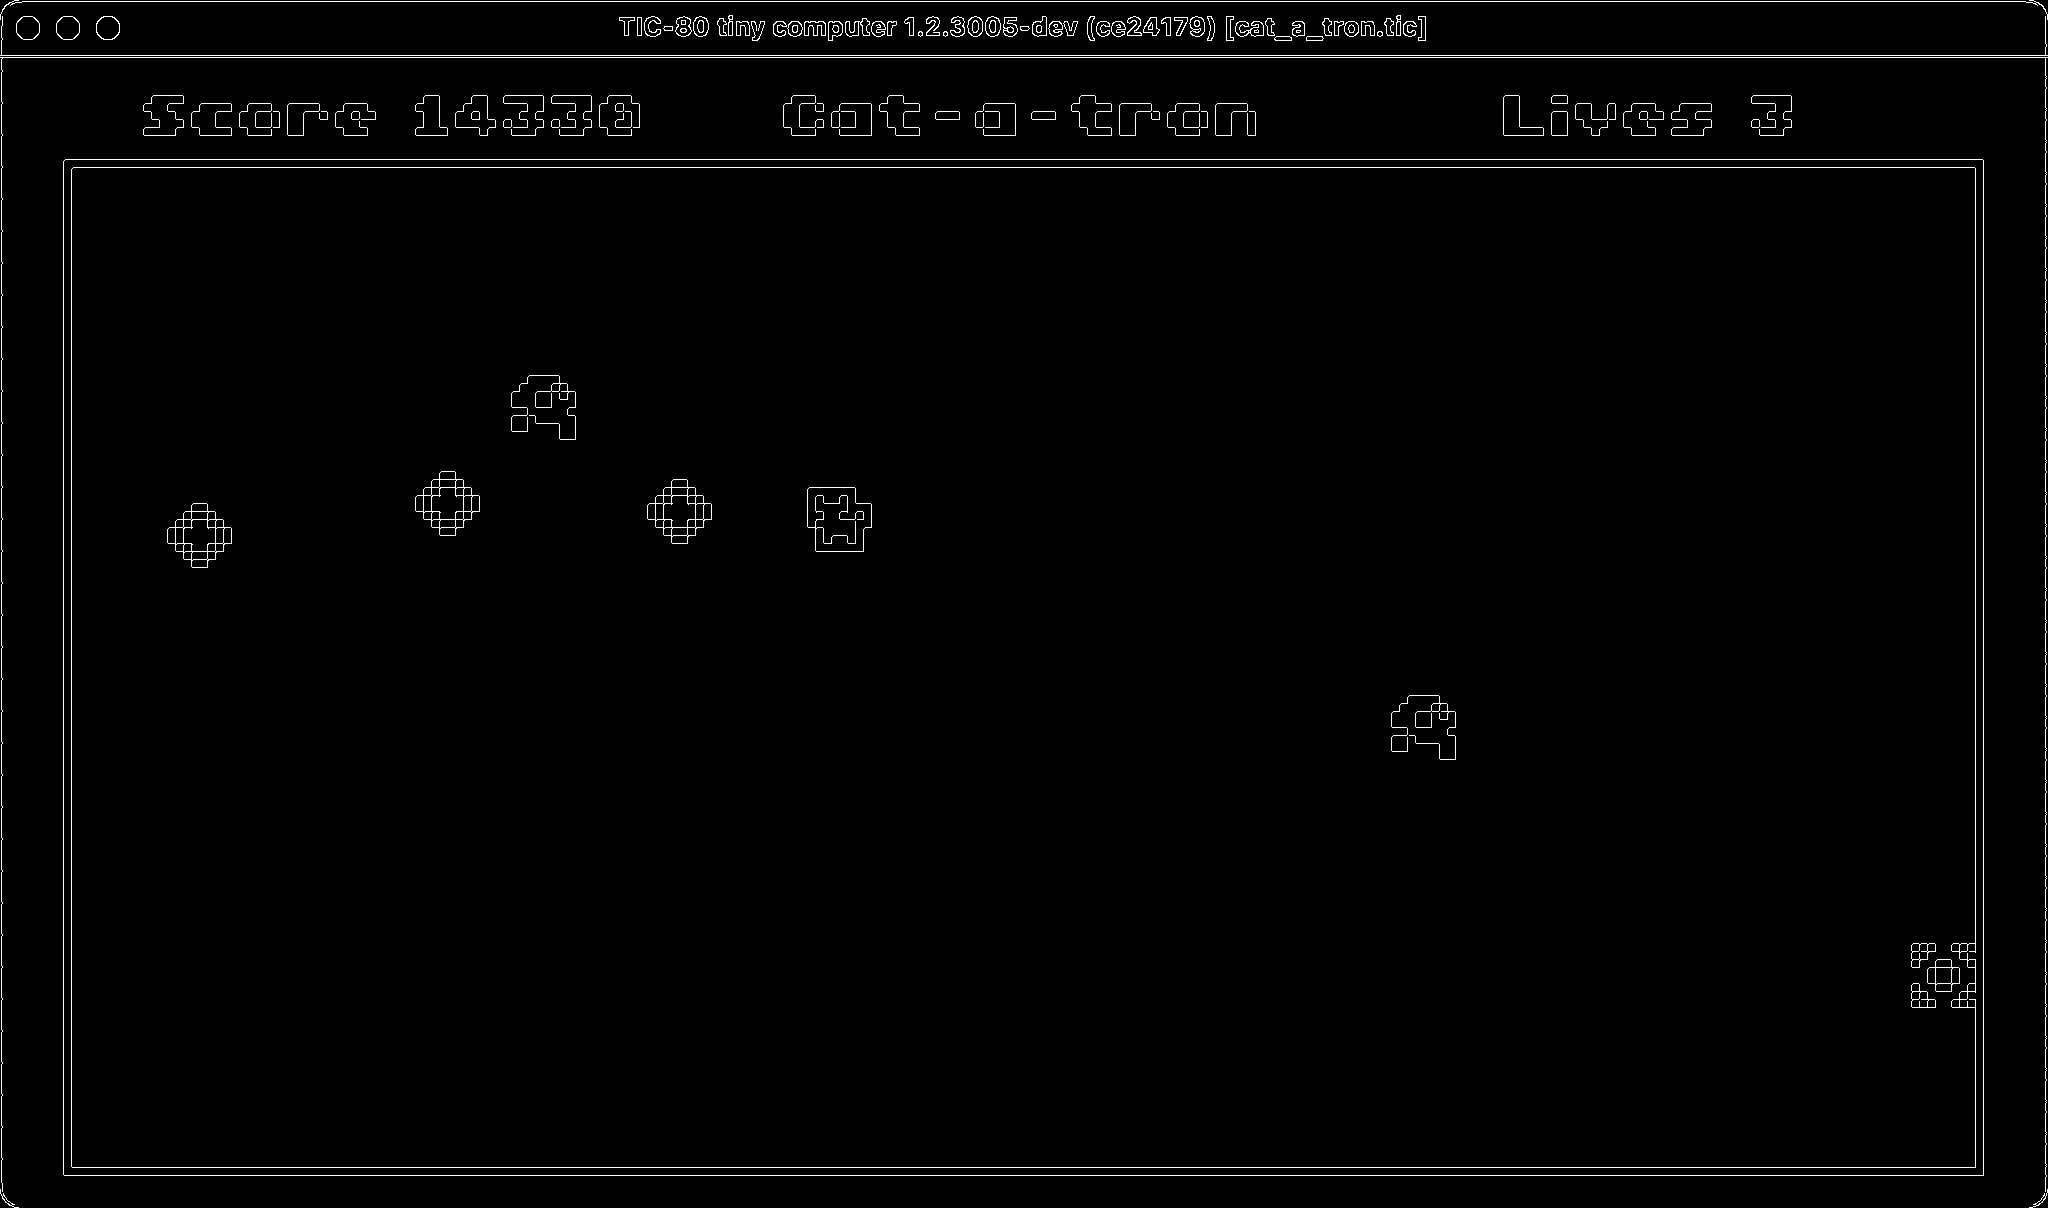 TIC-80 tiny computer 1.2.3005-dev (ce24179) [cat_a_tron.tic]
Score 14330 Cat-a-tron Lives 3